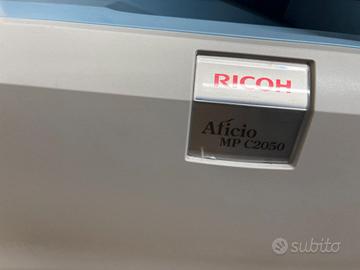 RICOH
Aficio
MP C2050
subito